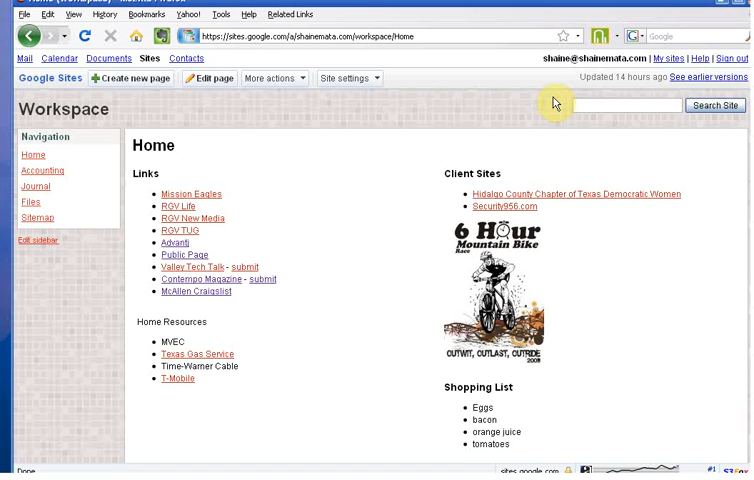 File Edit View History Bookmarks Yahoo! Tools Help Related Links
https://sites.google.com/a/shainemata.com/workspace/Home
Google
Mail Calendar Documents Sites Contacts
shaine@shainemata.com | My sites | Help | Sign out
Google Sites Create new page Edit page More actions Site settings
Updated 14 hours ago See earlier versions
Workspace
Search Site
Navigation
Home
Accounting
Journal
Files
Sitemap
Edit sidebar
Home
Links
Mission Eagles
RGV Life
RGV New Media
RGV TUG
Advanti
Public Page
Valley Tech Talk - submit
Contempo Magazine - submit
McAllen Craigslist
Home Resources
MVEC
Texas Gas Service
Time-Warner Cable
T-Mobile
Client Sites
Hidalgo County Chapter of Texas Democratic Women
Security956.com
6 Hour
Mountain Bike
Race
OUTWIT, OUTLAST, OUTRIDE
2008
Shopping List
Eggs
bacon
orange juice
tomatoes
Done
sites.google.com
#1
S3Fox